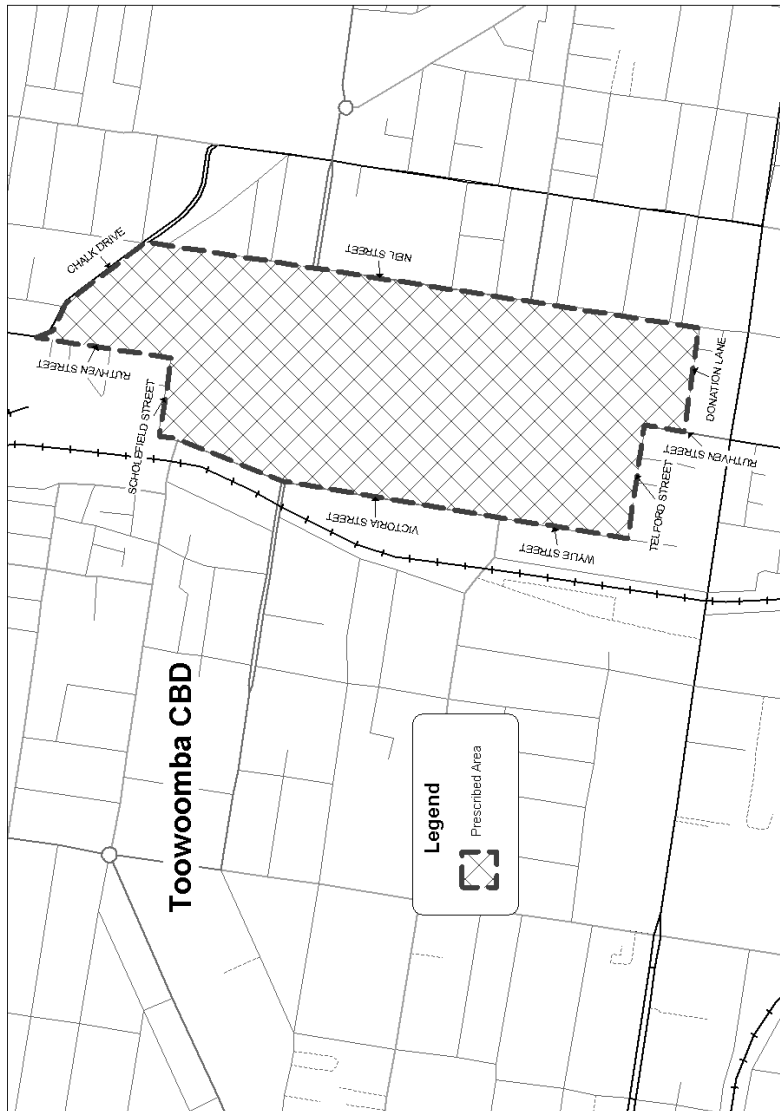 Toowoomba CBD
Legend
Prescribed Area
CHALK DRIVE
RUTHVEN STREET
SCHOLEFIELD STREET
NEIL STREET
VICTORIA STREET
WYLIE STREET
TELFORD STREET
RUTHVEN STREET
DONATION LANE